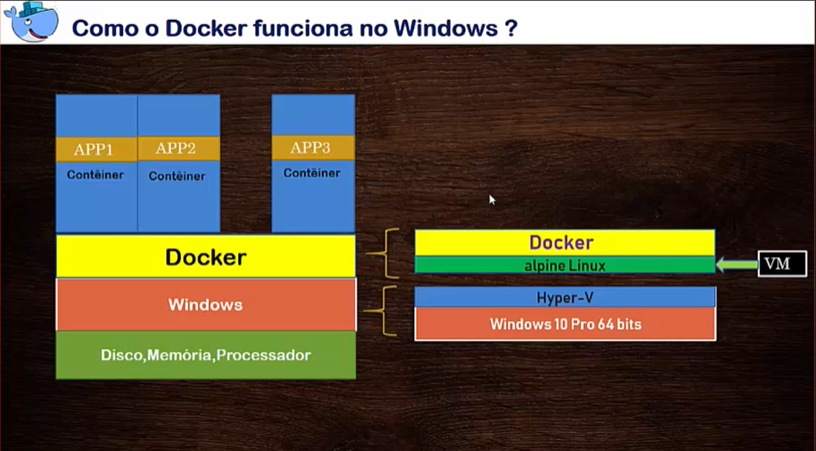 Como o Docker funciona no Windows ?
APP1
APP2
APP3
Contêiner
Contêiner
Contêiner
Docker
Windows
Disco,Memória,Processador
Docker
alpine Linux
VM
Hyper-V
Windows 10 Pro 64 bits